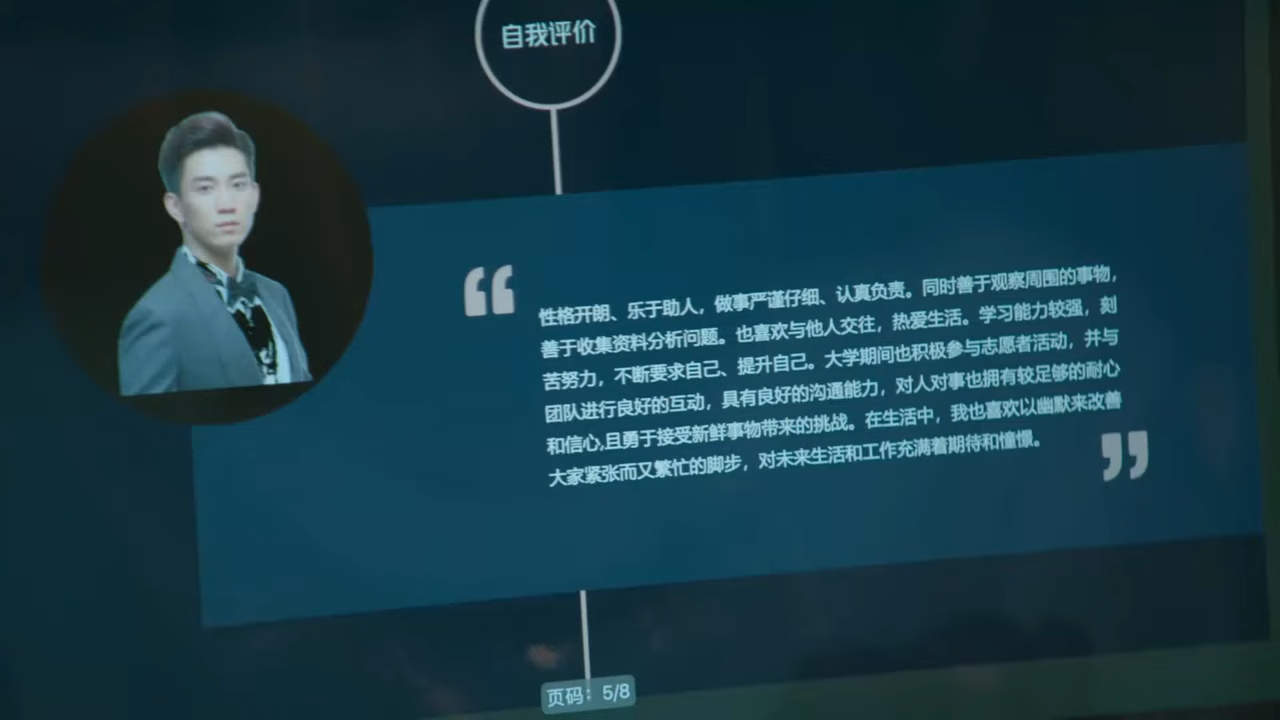 自我评价
性格开朗、乐于助人，做事严谨仔细、认真负责。同时善于观察周围的事物，
善于收集资料分析问题。也喜欢与他人交往，热爱生活。学习能力较强，刻
苦努力，不断要求自己、提升自己。大学期间也积极参与志愿者活动，并与
团队进行良好的互动，具有良好的沟通能力，对人对事也拥有较足够的耐心
和信心,且勇于接受新鲜事物带来的挑战。在生活中，我也喜欢以幽默来改善
大家紧张而又繁忙的脚步，对未来生活和工作充满着期待和憧憬。
页码：5/8